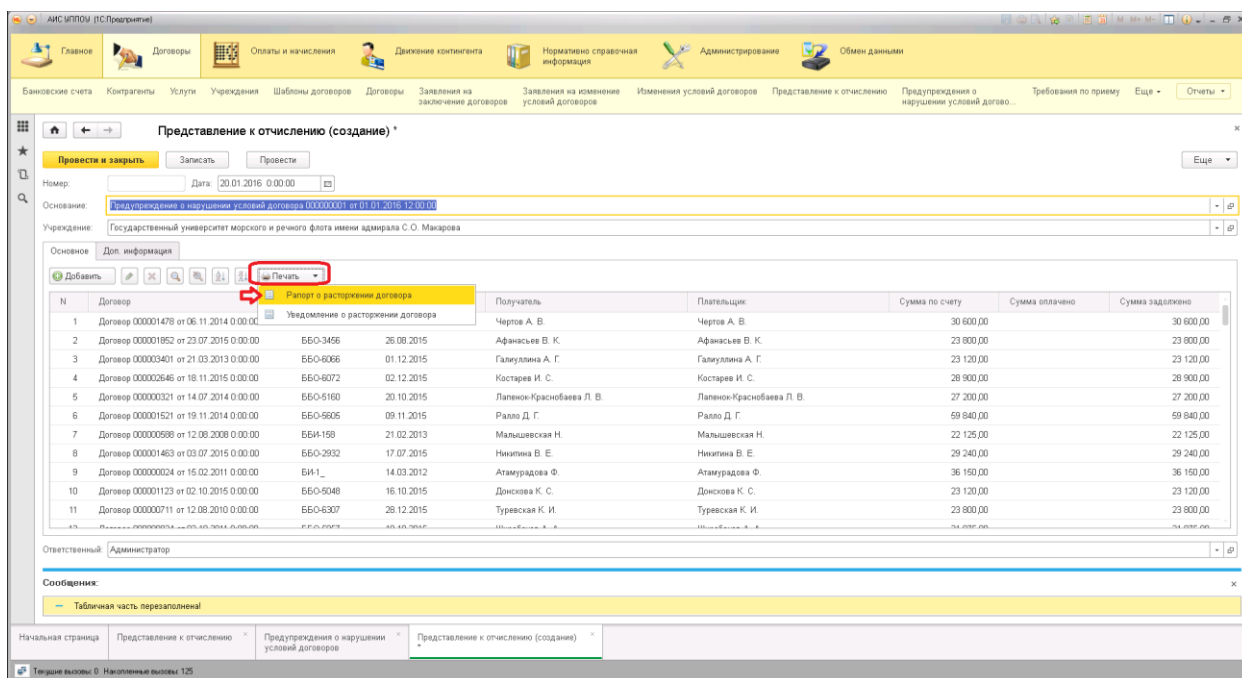 АИС УППОУ (1С:Предприятие)
M M+ M-
Главное
Договоры
Оплаты и начисления
Движение контингента
Нормативно справочная
информация
Администрирование
Обмен данными
Банковские счета Контрагенты Услуги Учреждения Шаблоны договоров Договоры Заявления на заключение договоров Заявления на изменение условий договоров Изменения условий договоров Представление к отчислению Предупреждения о нарушении условий догово... Требования по приему Еще Отчеты
Представление к отчислению (создание) *
Провести и закрыть Записать Провести Еще
Номер: Дата: 20.01.2016 0:00:00
Основание: Предупреждение о нарушении условий договора 000000001 от 01.01.2016 12:00:00
Учреждение: Государственный университет морского и речного флота имени адмирала С.О. Макарова
Основное Доп. информация
Добавить Печать
Рапорт о расторжении договора
Уведомление о расторжении договора
N Договор Получатель Плательщик Сумма по счету Сумма оплачено Сумма задолжено
1 Договор 000001478 от 06.11.2014 0:00:00 Чертов А. В. Чертов А. В. 30 600,00 30 600,00
2 Договор 000001852 от 23.07.2015 0:00:00 ББО-3456 26.08.2015 Афанасьев В. К. Афанасьев В. К. 23 800,00 23 800,00
3 Договор 000003401 от 21.03.2013 0:00:00 ББО-6066 01.12.2015 Галиуллина А. Г. Галиуллина А. Г. 23 120,00 23 120,00
4 Договор 000002646 от 18.11.2015 0:00:00 ББО-6072 02.12.2015 Костарев И. С. Костарев И. С. 28 900,00 28 900,00
5 Договор 000000321 от 14.07.2014 0:00:00 ББО-5160 20.10.2015 Лапенок-Краснобаева Л. В. Лапенок-Краснобаева Л. В. 27 200,00 27 200,00
6 Договор 000001521 от 19.11.2014 0:00:00 ББО-5605 09.11.2015 Ралло Д. Г. Ралло Д. Г. 59 840,00 59 840,00
7 Договор 000000588 от 12.08.2008 0:00:00 ББИ-158 21.02.2013 Малышевская Н. Малышевская Н. 22 125,00 22 125,00
8 Договор 000001463 от 03.07.2015 0:00:00 ББО-2932 17.07.2015 Никитина В. Е. Никитина В. Е. 29 240,00 29 240,00
9 Договор 000000024 от 15.02.2011 0:00:00 БИ-1_ 14.03.2012 Атамурадова Ф. Атамурадова Ф. 36 150,00 36 150,00
10 Договор 000001123 от 02.10.2015 0:00:00 ББО-5048 16.10.2015 Донскова К. С. Донскова К. С. 23 120,00 23 120,00
11 Договор 000000711 от 12.08.2010 0:00:00 ББО-6307 28.12.2015 Туревская К. И. Туревская К. И. 23 800,00 23 800,00
Ответственный: Администратор
Сообщения:
— Табличная часть перезаполнена!
Начальная страница Представление к отчислению Предупреждения о нарушении условий договоров Представление к отчислению (создание) *
Текущие вызовы: 0 Накопленные вызовы: 125